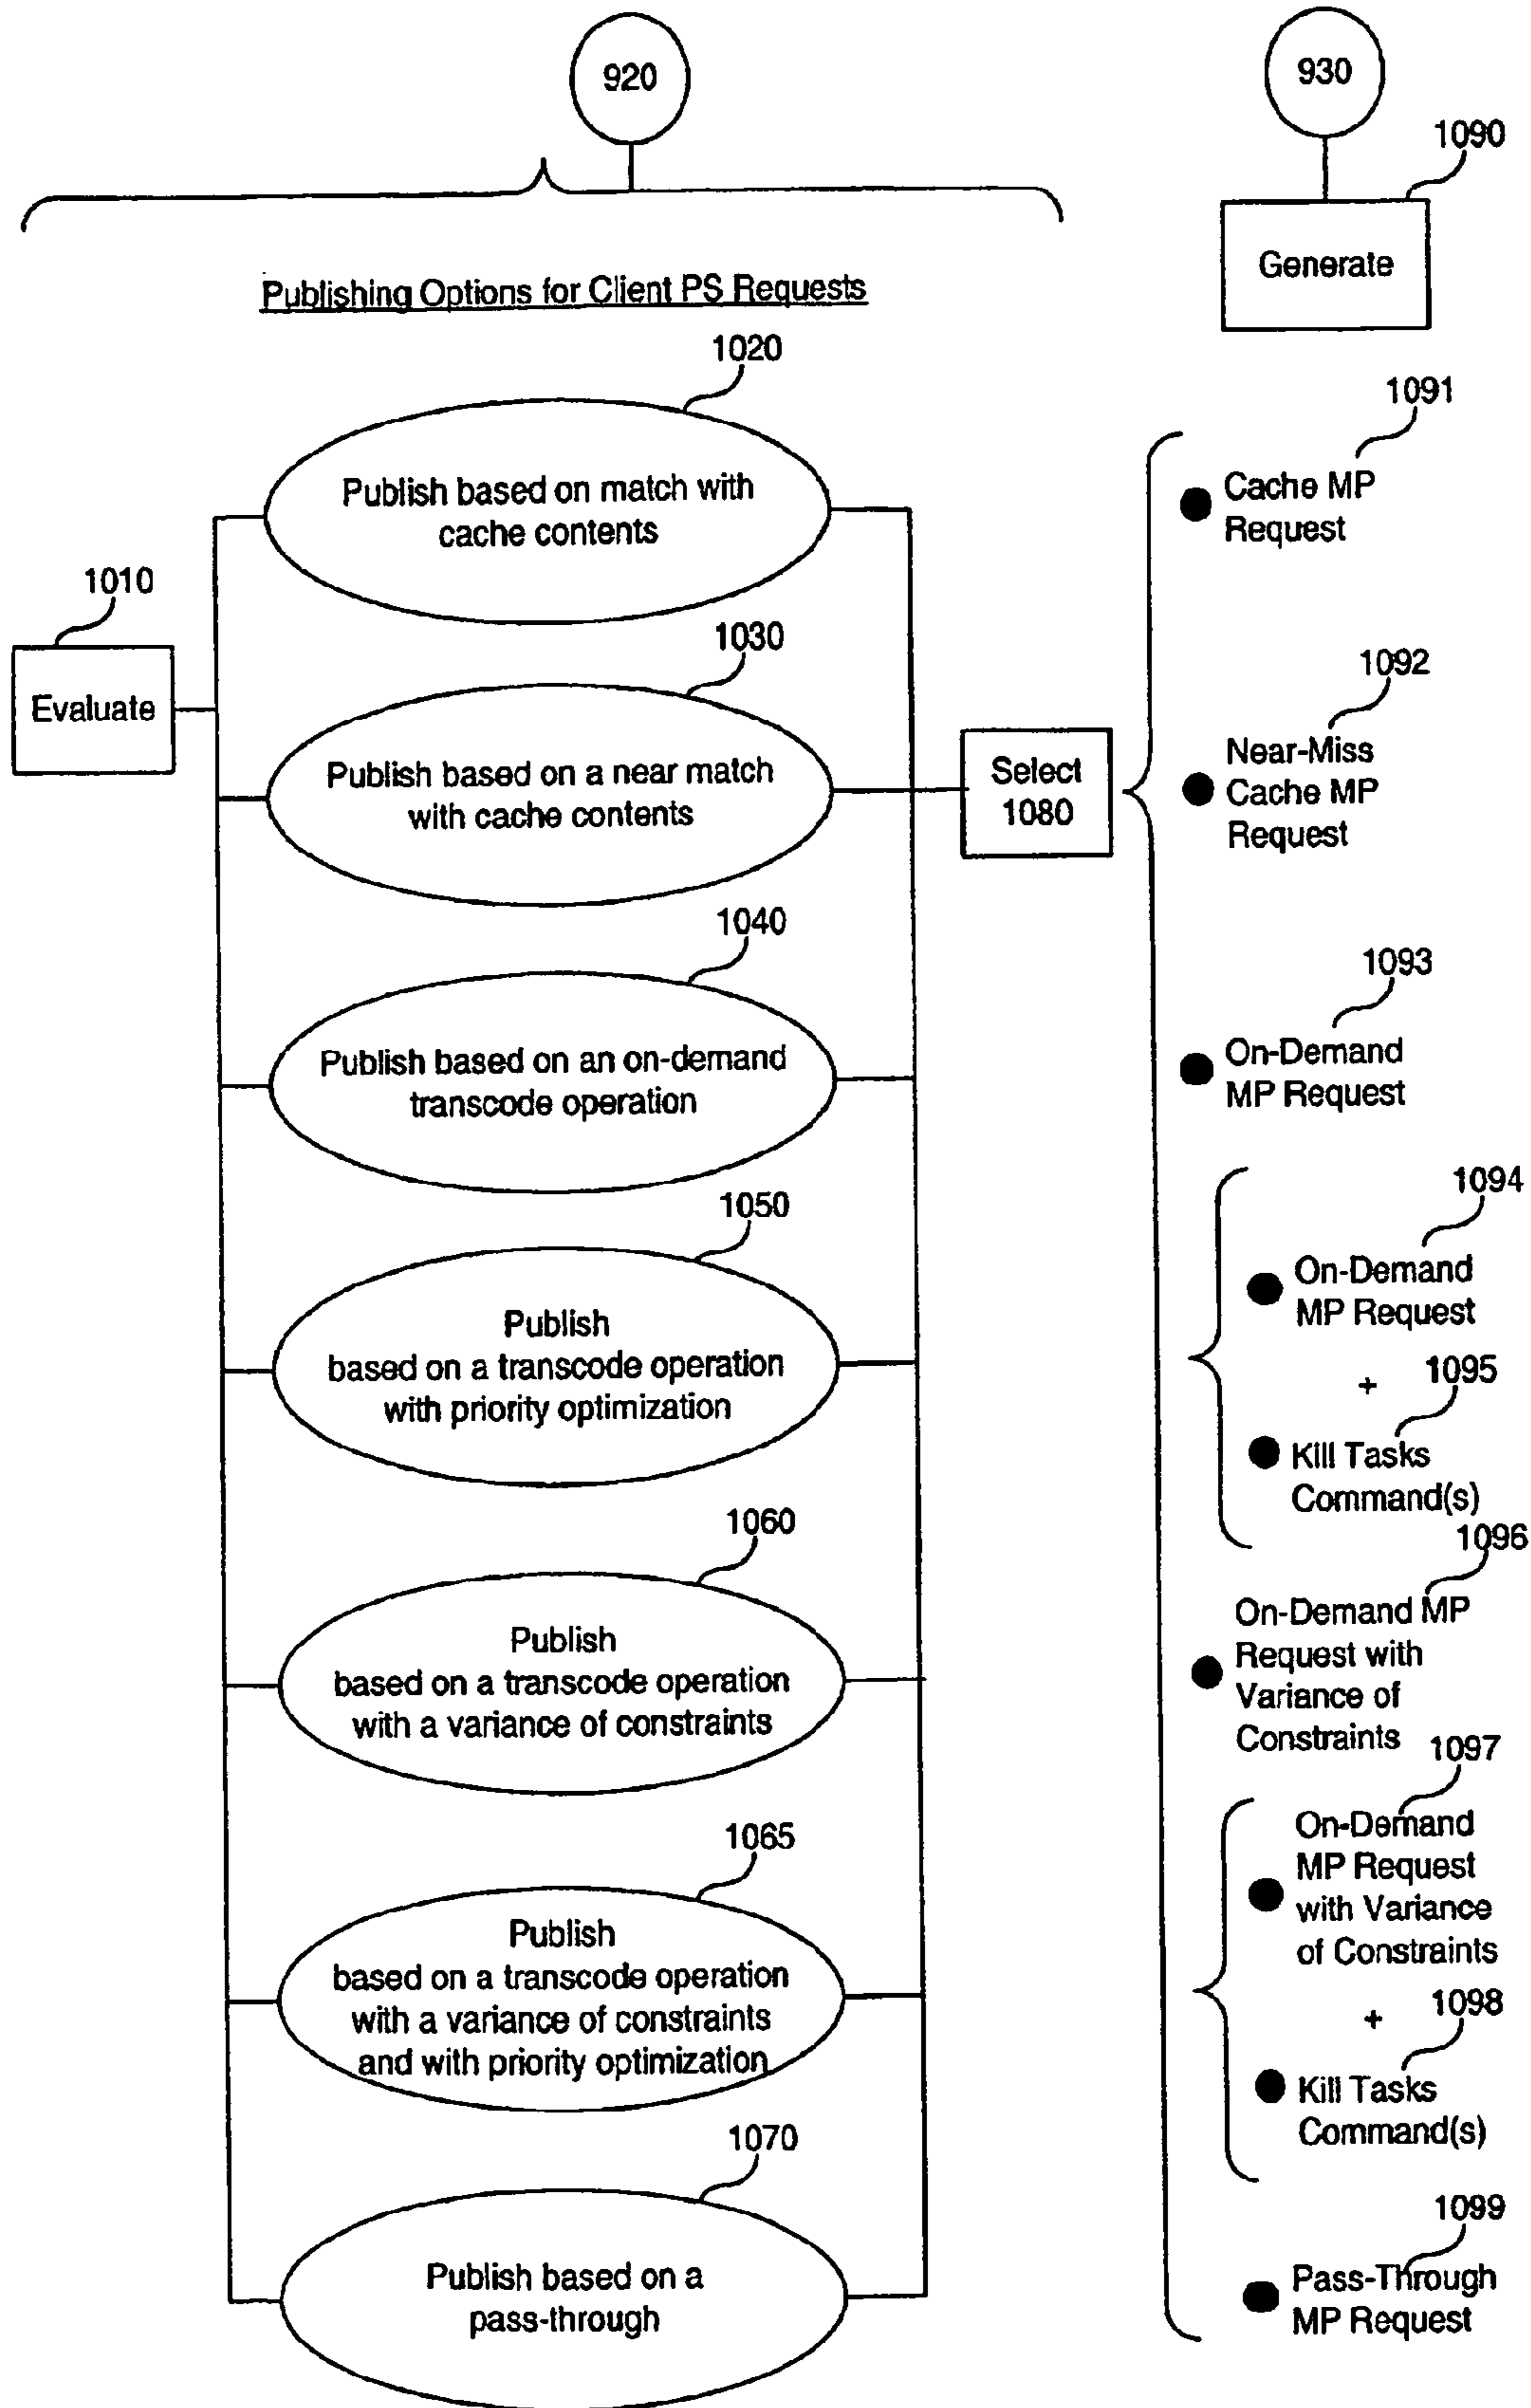 920
930
1090
Generate
Publishing Options for Client PS Requests
1020
Publish based on match with
cache contents
1010
Evaluate
1030
Publish based on a near match
with cache contents
1040
Publish based on an on-demand
transcode operation
1050
Publish
based on a transcode operation
with priority optimization
1060
Publish
based on a transcode operation
with a variance of constraints
1065
Publish
based on a transcode operation
with a variance of constraints
and with priority optimization
1070
Publish based on a
pass-through
Select
1080
1091
Cache MP
Request
1092
Near-Miss
Cache MP
Request
1093
On-Demand
MP Request
1094
On-Demand
MP Request
+
1095
Kill Tasks
Command(s)
1096
On-Demand MP
Request with
Variance of
Constraints
1097
On-Demand
MP Request
with Variance
of Constraints
+
1098
Kill Tasks
Command(s)
1099
Pass-Through
MP Request